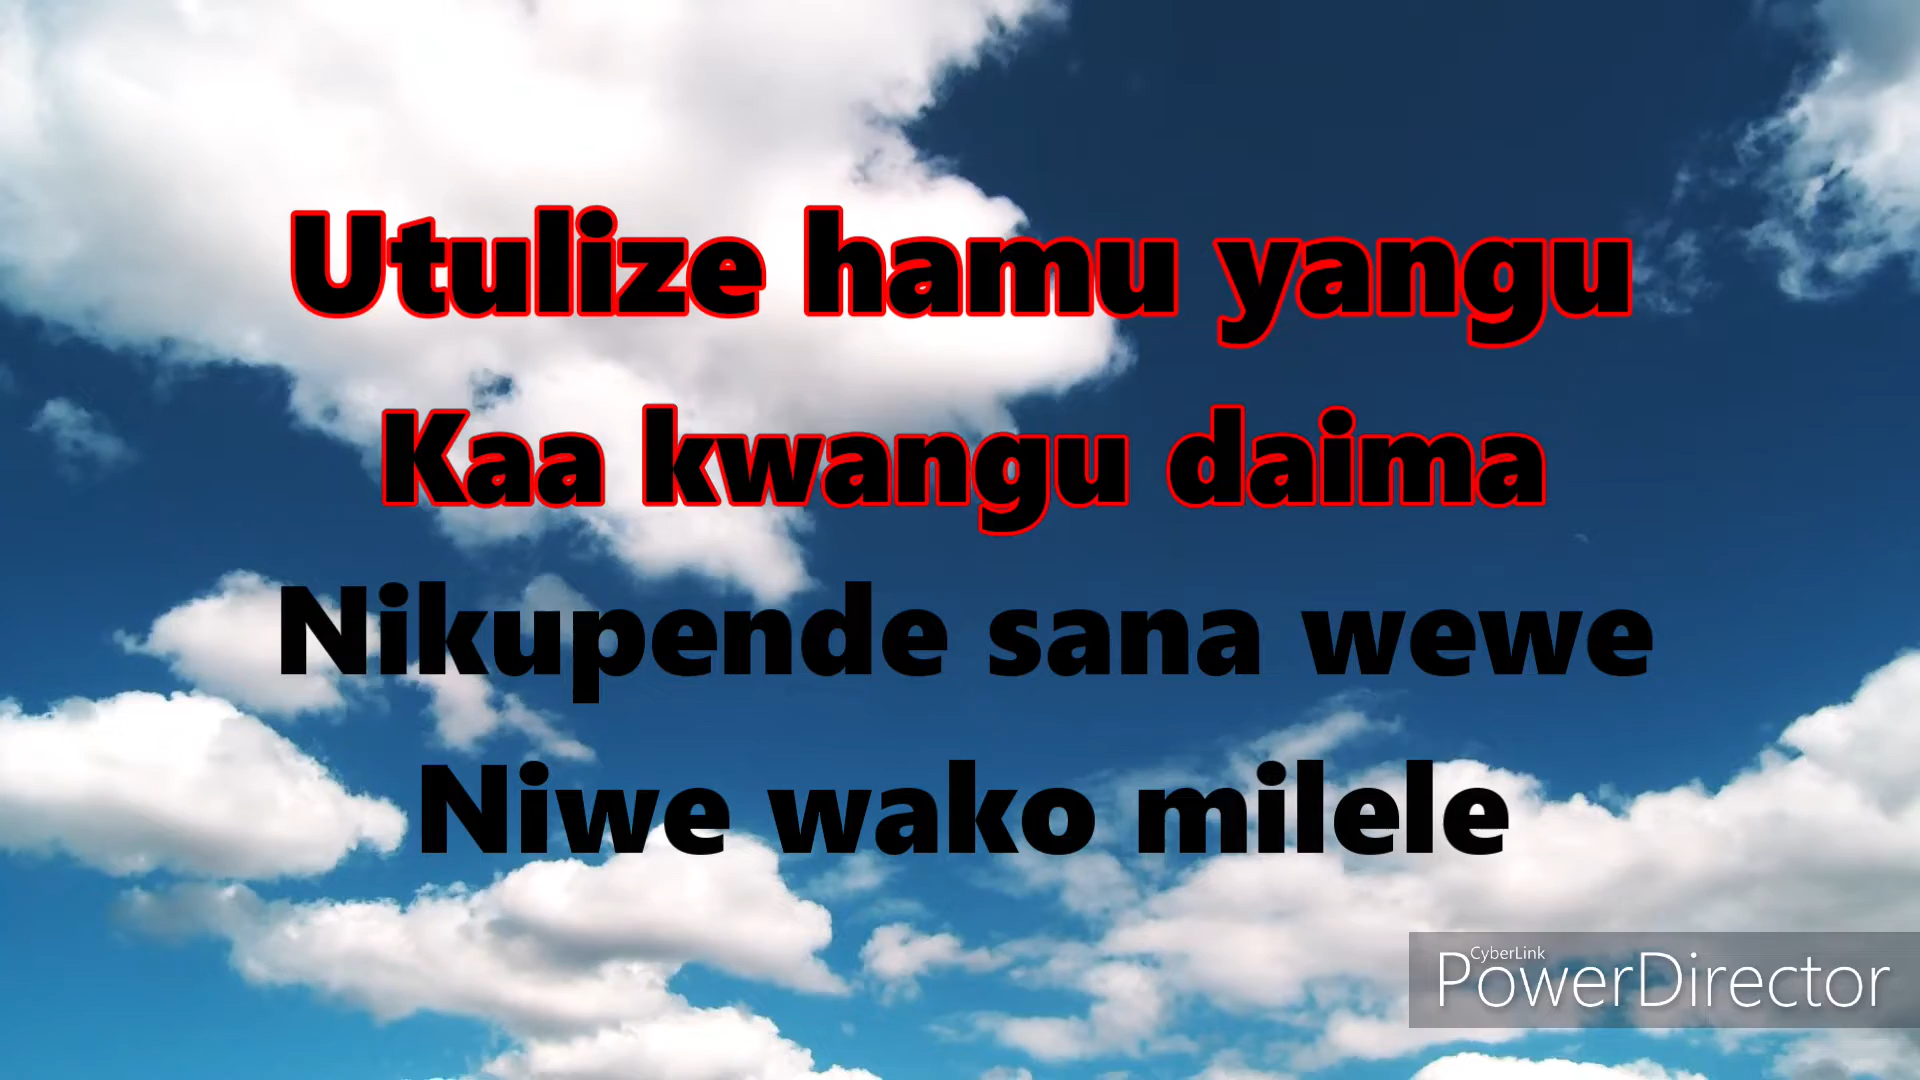 Utulize hamu yangu
Kaa kwangu daima
Nikupende sana wewe
Niwe wako milele
CyberLink
PowerDirector